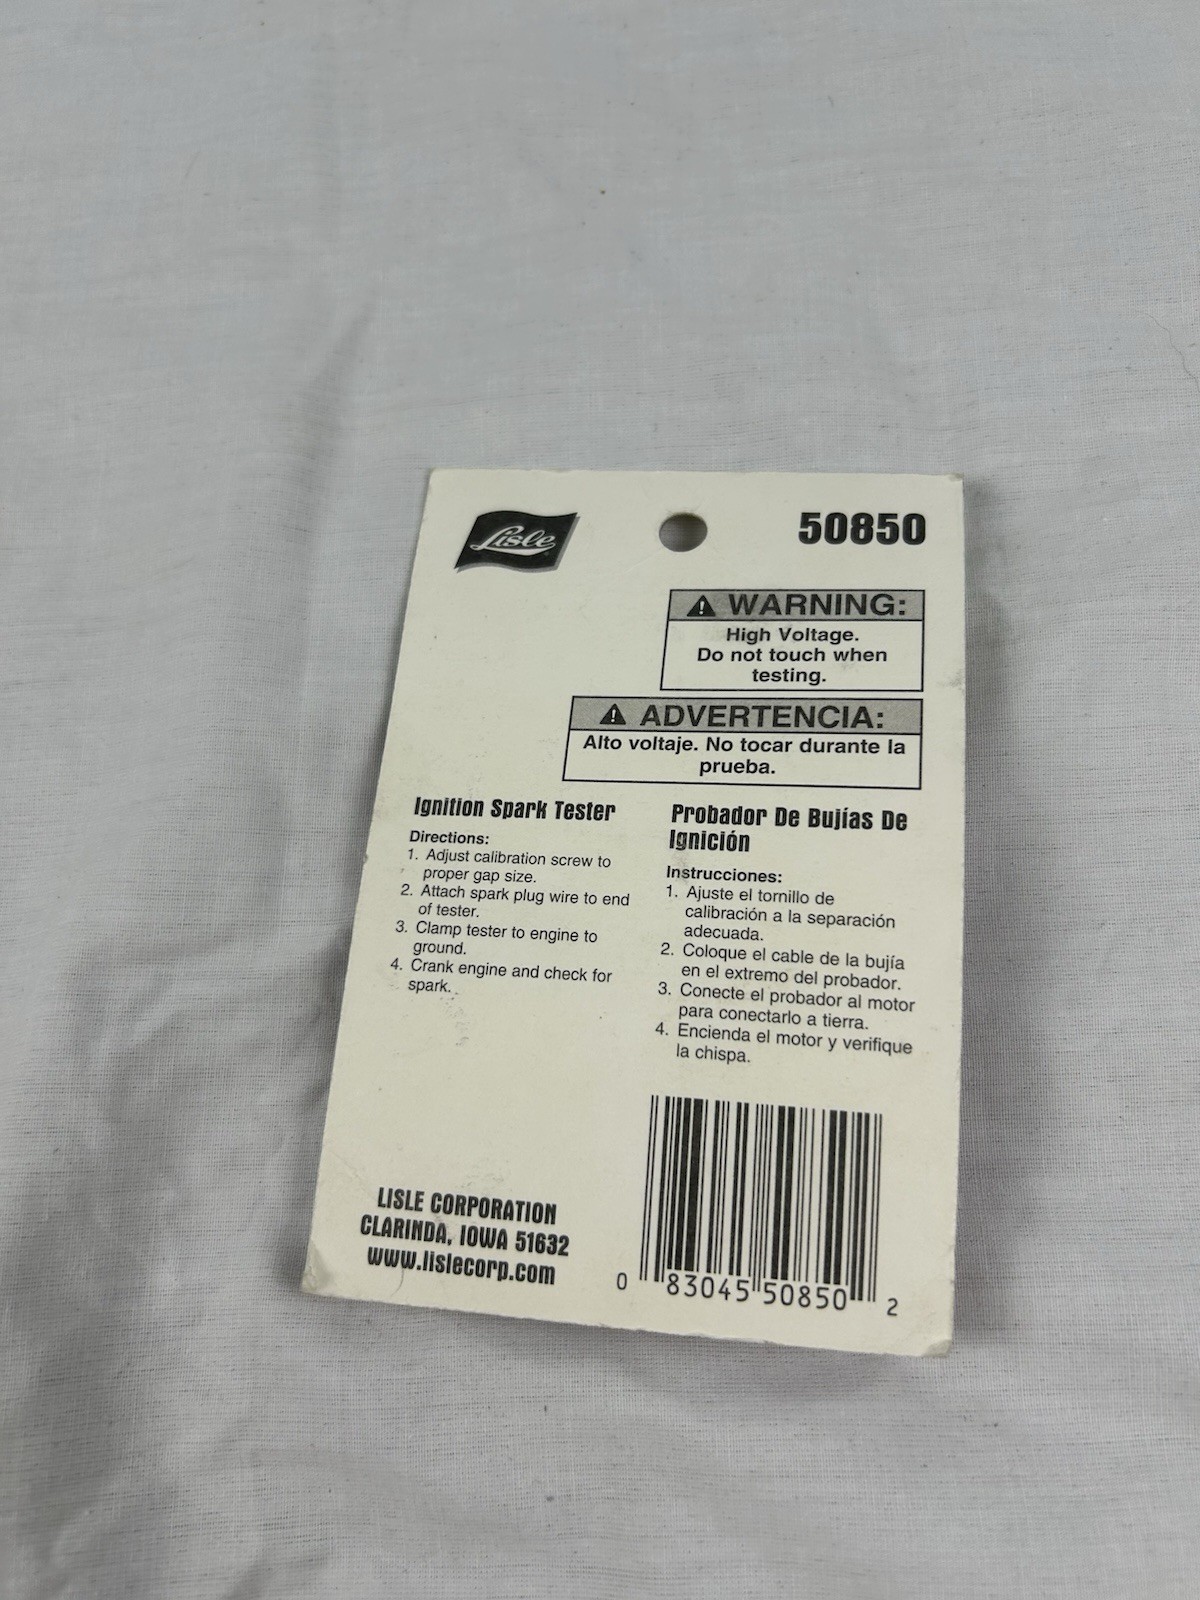 Lisle
50850
WARNING:
High Voltage.
Do not touch when
testing.
ADVERTENCIA:
Alto voltaje. No tocar durante la
prueba.
Ignition Spark Tester
Directions:
1. Adjust calibration screw to
proper gap size.
2. Attach spark plug wire to end
of tester.
3. Clamp tester to engine to
ground.
4. Crank engine and check for
spark.
Probador De Bujías De
Ignición
Instrucciones:
1. Ajuste el tornillo de
calibración a la separación
adecuada.
2. Coloque el cable de la bujía
en el extremo del probador.
3. Conecte el probador al motor
para conectarlo a tierra.
4. Encienda el motor y verifique
la chispa.
LISLE CORPORATION
CLARINDA, IOWA 51632
www.lislecorp.com
0 83045 50850 2